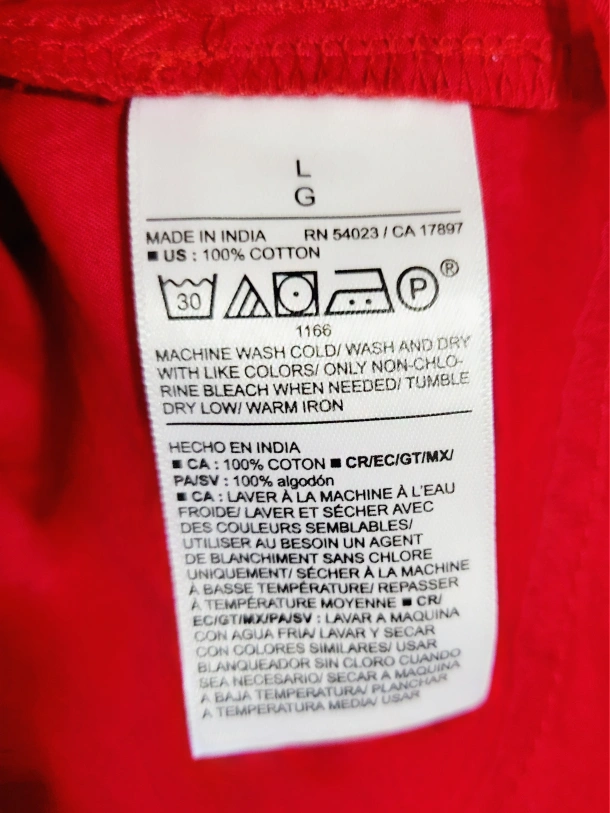 L
G
MADE IN INDIA RN 54023 / CA 17897
■ US : 100% COTTON
30 P ®
1166
MACHINE WASH COLD/ WASH AND DRY
WITH LIKE COLORS/ ONLY NON-CHLO-
RINE BLEACH WHEN NEEDED/ TUMBLE
DRY LOW/ WARM IRON
HECHO EN INDIA
■ CA : 100% COTON ■ CR/EC/GT/MX/
PA/SV : 100% algodón
■ CA : LAVER À LA MACHINE À L'EAU
FROIDE/ LAVER ET SÉCHER AVEC
DES COULEURS SEMBLABLES/
UTILISER AU BESOIN UN AGENT
DE BLANCHIMENT SANS CHLORE
UNIQUEMENT/ SÉCHER À LA MACHINE
À BASSE TEMPÉRATURE/ REPASSER
À TEMPÉRATURE MOYENNE ■ CR/
EC/GT/MX/PA/SV : LAVAR A MAQUINA
CON AGUA FRIA/ LAVAR Y SECAR
CON COLORES SIMILARES/ USAR
BLANQUEADOR SIN CLORO CUANDO
SEA NECESARIO/ SECAR A MAQUINA
A BAJA TEMPERATURA/ PLANCHAR
A TEMPERATURA MEDIA/ USAR